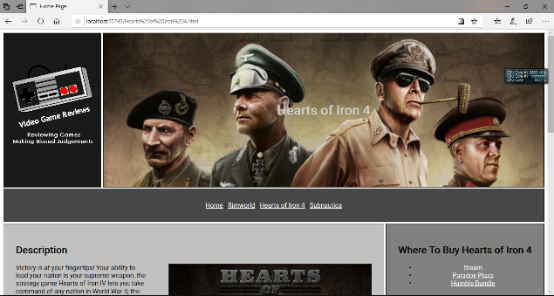 Home Page
localhost:55745/Hearts%20of%20Iron%204.html
Video Game Reviews
Reviewing Games
Making Biased Judgements
Hearts of Iron 4
Home Rimworld Hearts of Iron 4 Subnautica
Description
Victory is at your fingertips! Your ability to
lead your nation is your supreme weapon, the
strategy game Hearts of Iron IV lets you take
command of any nation in World War II; the
HEARTS
OF
Where To Buy Hearts of Iron 4
Steam
Paradox Plaza
Humble Bundle